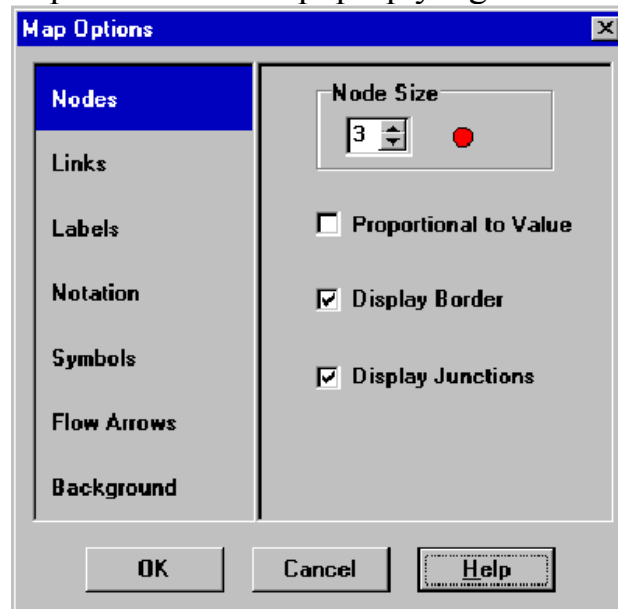 Map Options
Nodes
Links
Labels
Notation
Symbols
Flow Arrows
Background
Node Size
3
Proportional to Value
Display Border
Display Junctions
OK
Cancel
Help